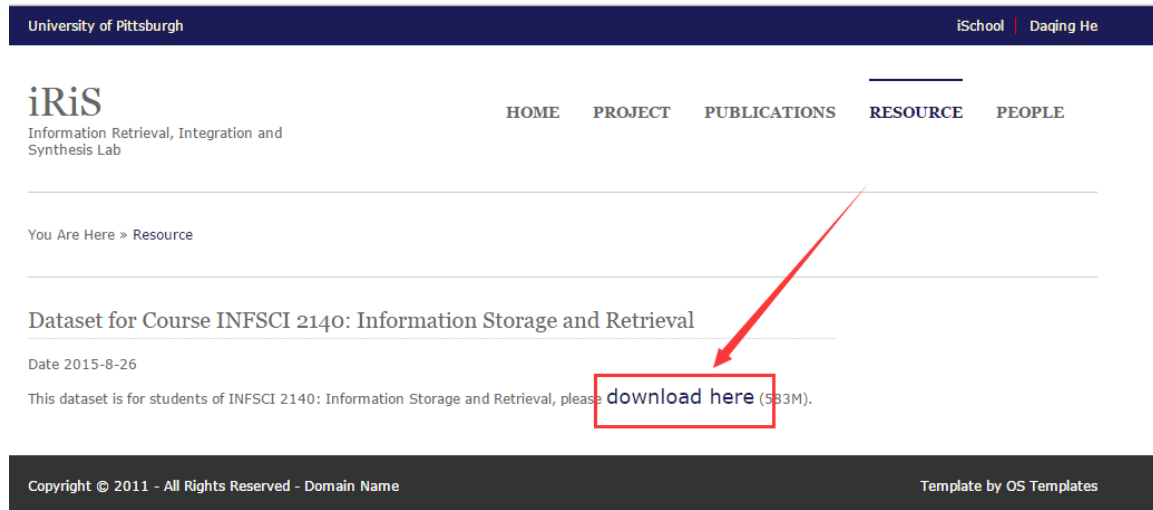 University of Pittsburgh
iSchool Daqing He
iRiS
Information Retrieval, Integration and
Synthesis Lab
HOME PROJECT PUBLICATIONS RESOURCE PEOPLE
You Are Here » Resource
Dataset for Course INFSCI 2140: Information Storage and Retrieval
Date 2015-8-26
This dataset is for students of INFSCI 2140: Information Storage and Retrieval, please download here (583M).
Copyright © 2011 - All Rights Reserved - Domain Name
Template by OS Templates